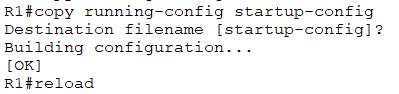 R1#copy running-config startup-config
Destination filename [startup-config]?
Building configuration...
[OK]
R1#reload